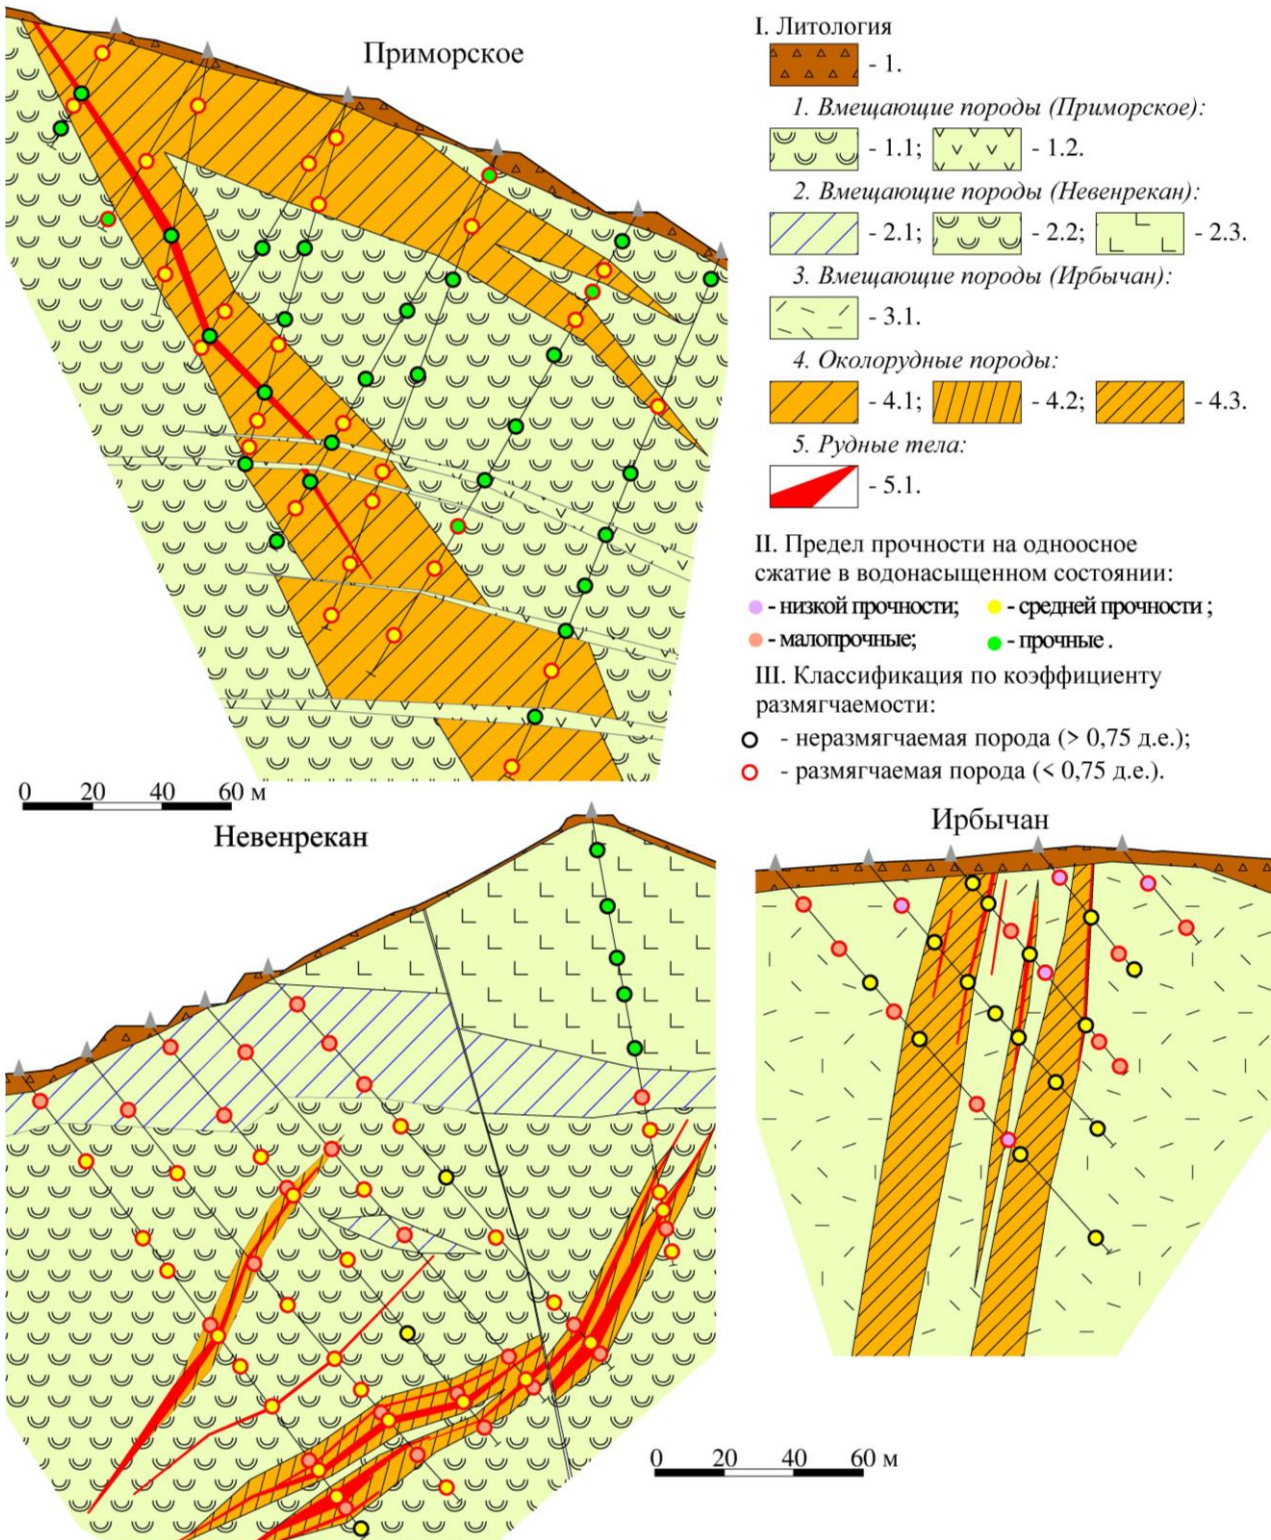 Приморское
I. Литология
- 1.
1. Вмещающие породы (Приморское):
- 1.1; - 1.2.
2. Вмещающие породы (Невенрекан):
- 2.1; - 2.2; - 2.3.
3. Вмещающие породы (Ирбычан):
- 3.1.
4. Околорудные породы:
- 4.1; - 4.2; - 4.3.
5. Рудные тела:
- 5.1.
II. Предел прочности на одноосное
сжатие в водонасыщенном состоянии:
- низкой прочности; - средней прочности ;
- малопрочные; - прочные .
III. Классификация по коэффициенту
размягчаемости:
- неразмягчаемая порода (> 0,75 д.е.);
- размягчаемая порода (< 0,75 д.е.).
0 20 40 60 м
Невенрекан
Ирбычан
0 20 40 60 м